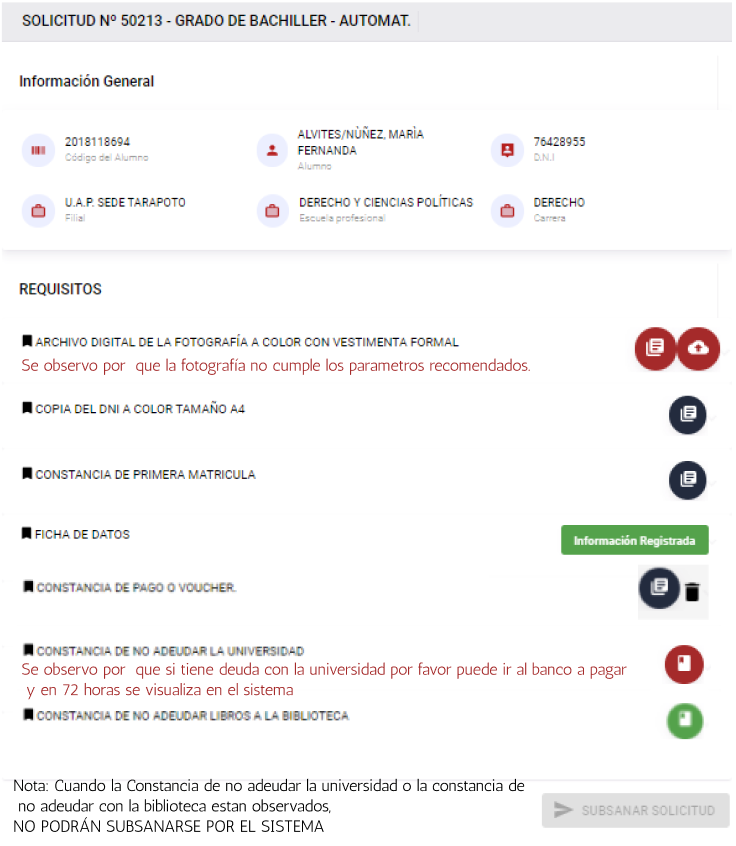 SOLICITUD Nº 50213 - GRADO DE BACHILLER - AUTOMAT.
Información General
2018118694
Código del Alumno
ALVITES/NÙÑEZ, MARÌA
FERNANDA
Alumno
76428955
D.N.I
U.A.P. SEDE TARAPOTO
Filial
DERECHO Y CIENCIAS POLÍTICAS
Escuela profesional
DERECHO
Carrera
REQUISITOS
ARCHIVO DIGITAL DE LA FOTOGRAFÍA A COLOR CON VESTIMENTA FORMAL
Se observo por que la fotografía no cumple los parametros recomendados.
COPIA DEL DNI A COLOR TAMAÑO A4
CONSTANCIA DE PRIMERA MATRICULA
FICHA DE DATOS
Información Registrada
CONSTANCIA DE PAGO O VOUCHER.
CONSTANCIA DE NO ADEUDAR LA UNIVERSIDAD
Se observo por que si tiene deuda con la universidad por favor puede ir al banco a pagar
y en 72 horas se visualiza en el sistema
CONSTANCIA DE NO ADEUDAR LIBROS A LA BIBLIOTECA
Nota: Cuando la Constancia de no adeudar la universidad o la constancia de
no adeudar con la biblioteca estan observados,
NO PODRÁN SUBSANARSE POR EL SISTEMA
SUBSANAR SOLICITUD